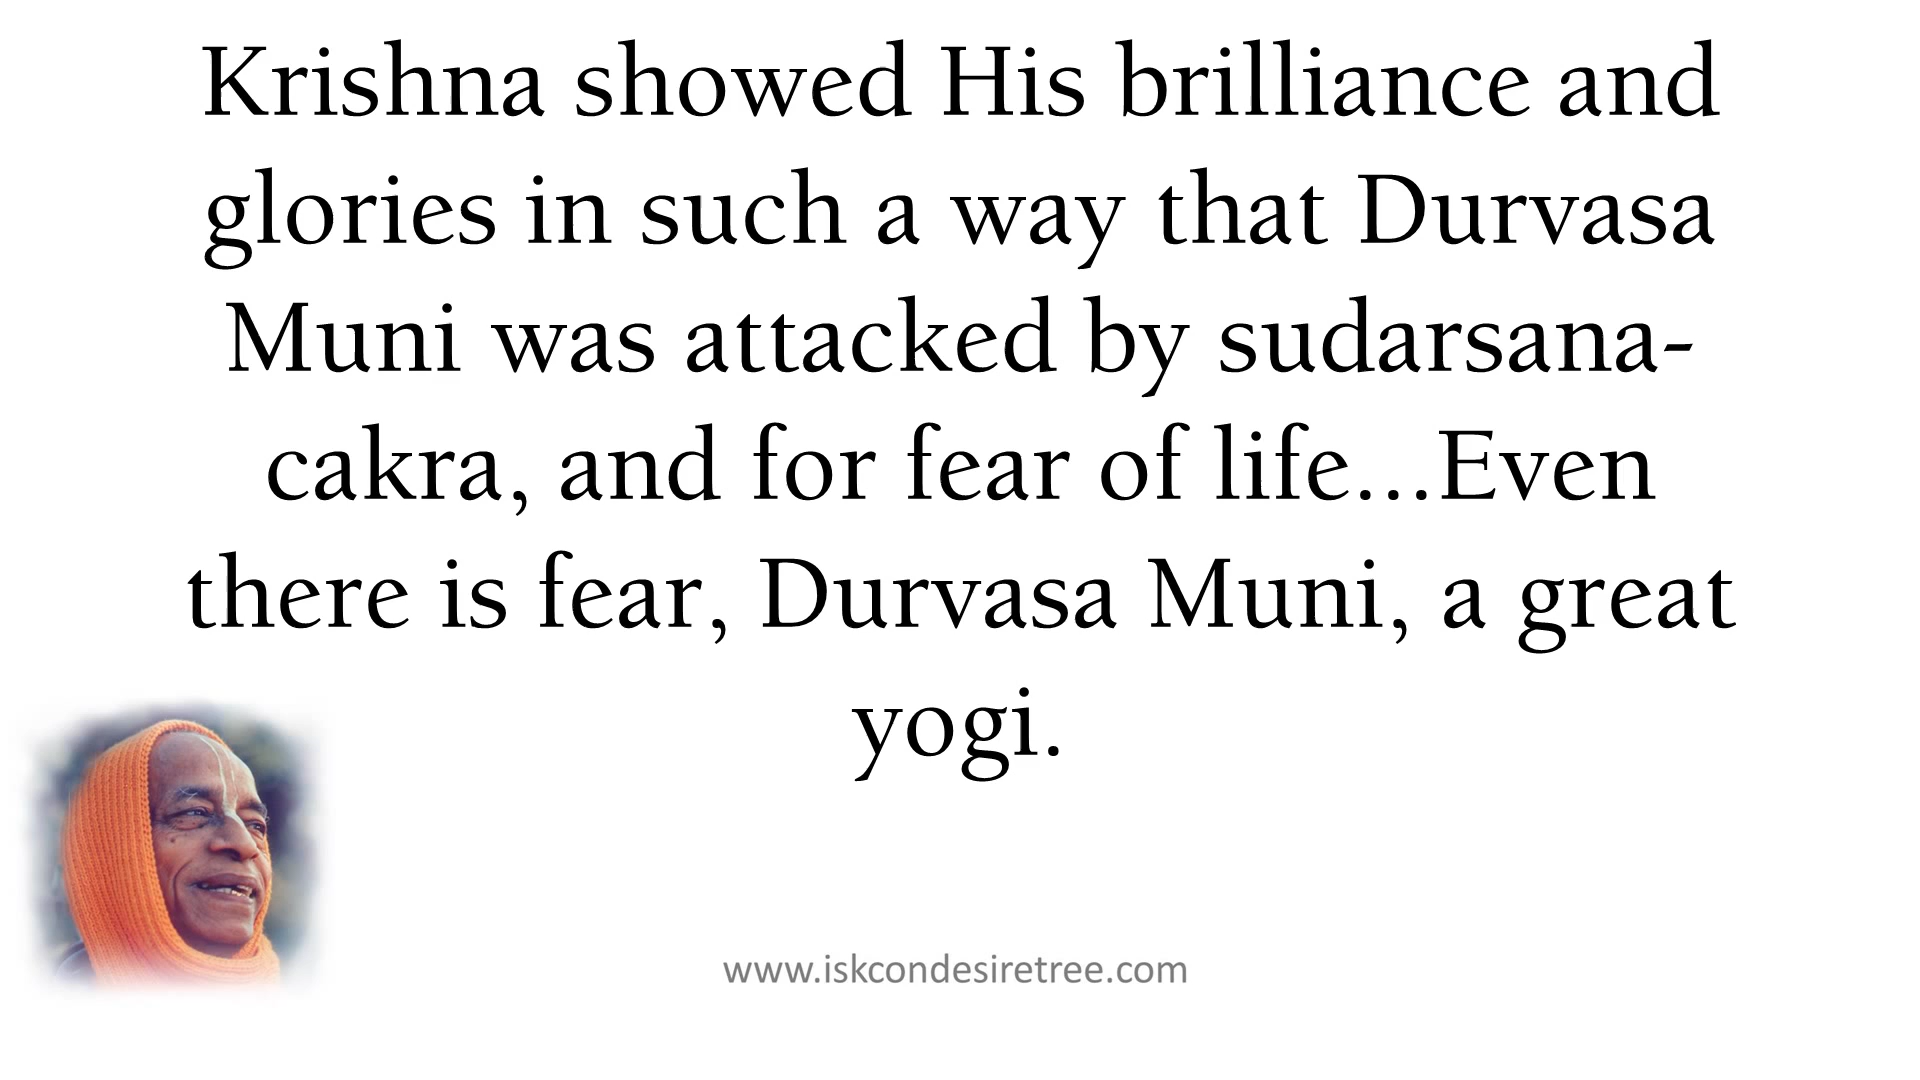 Krishna showed His brilliance and
glories in such a way that Durvasa
Muni was attacked by sudarsana-
cakra, and for fear of life...Even
there is fear, Durvasa Muni, a great
yogi.
www.iskcondesiretree.com